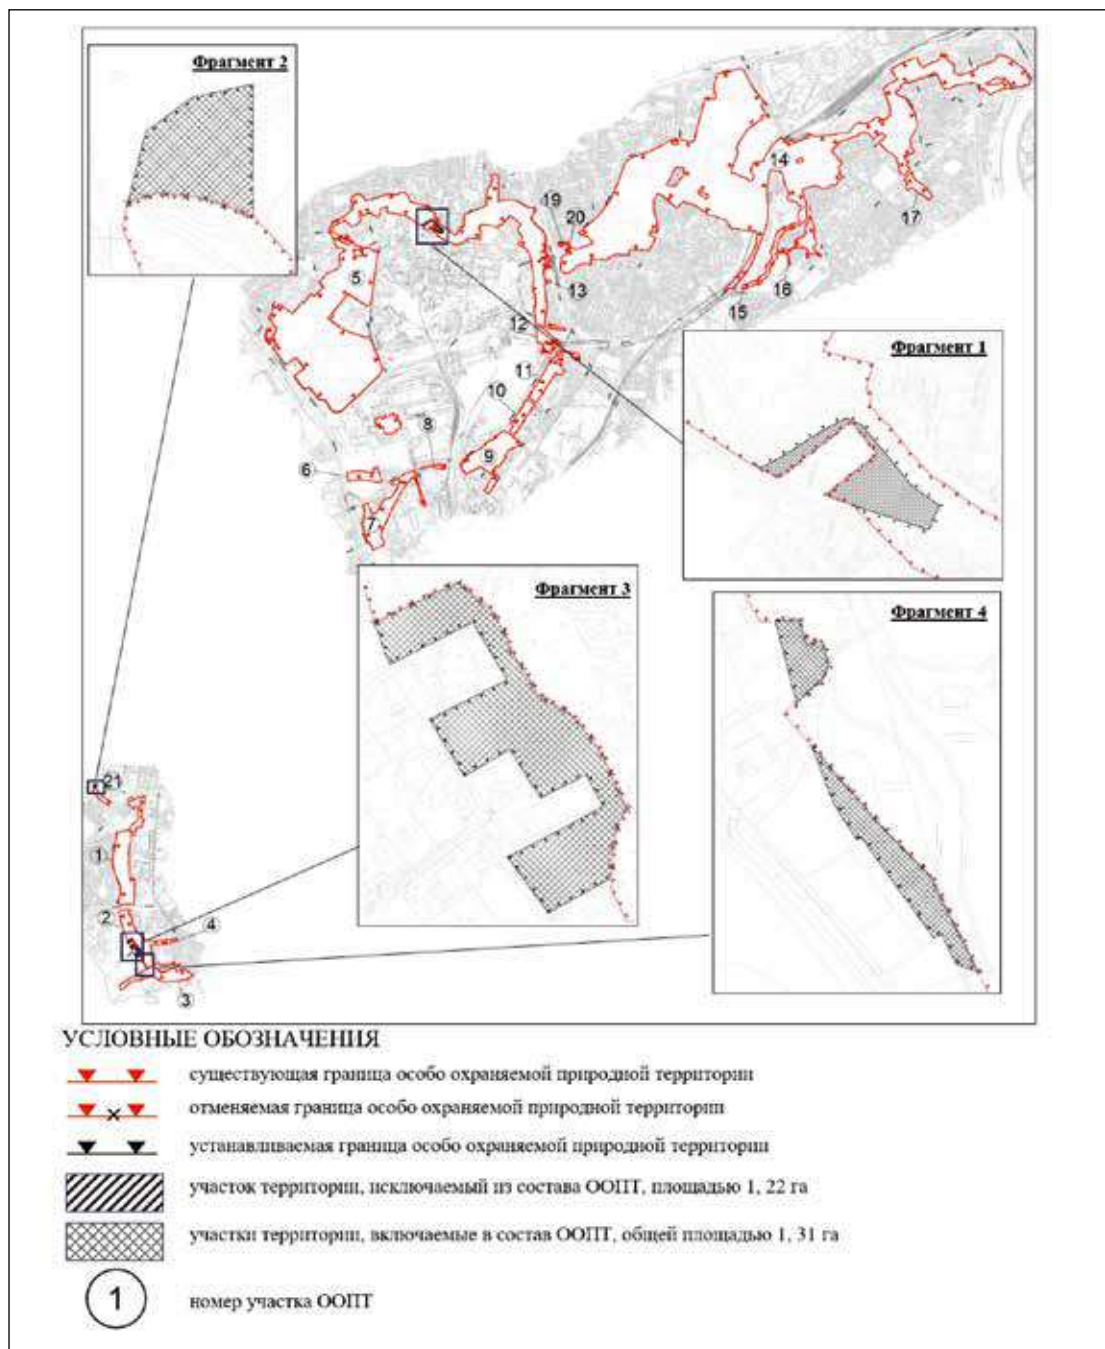 Фрагмент 2
14
17
19
20
5
13
16
15
12
Фрагмент 1
11
10
8
6
9
7
Фрагмент 3
Фрагмент 4
21
1
2
4
3
УСЛОВНЫЕ ОБОЗНАЧЕНИЯ
существующая граница особо охраняемой природной территории
отменяемая граница особо охраняемой природной территории
устанавливаемая граница особо охраняемой природной территории
участок территории, исключаемый из состава ООПТ, площадью 1, 22 га
участки территории, включаемые в состав ООПТ, общей площадью 1, 31 га
1
номер участка ООПТ